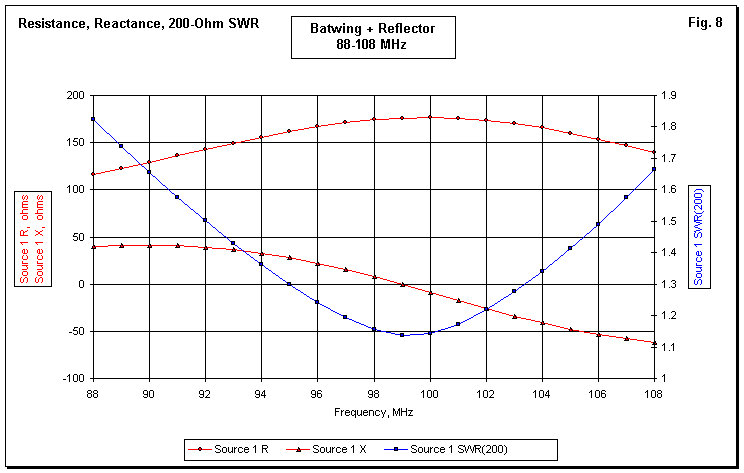 Resistance, Reactance, 200-Ohm SWR
Batwing + Reflector
88-108 MHz
Fig. 8
200
150
100
50
0
-50
-100
1.9
1.8
1.7
1.6
1.5
1.4
1.3
1.2
1.1
1
Source 1 R, ohms
Source 1 X, ohms
Source 1 SWR(200)
88 90 92 94 96 98 100 102 104 106 108
Frequency, MHz
Source 1 R Source 1 X Source 1 SWR(200)